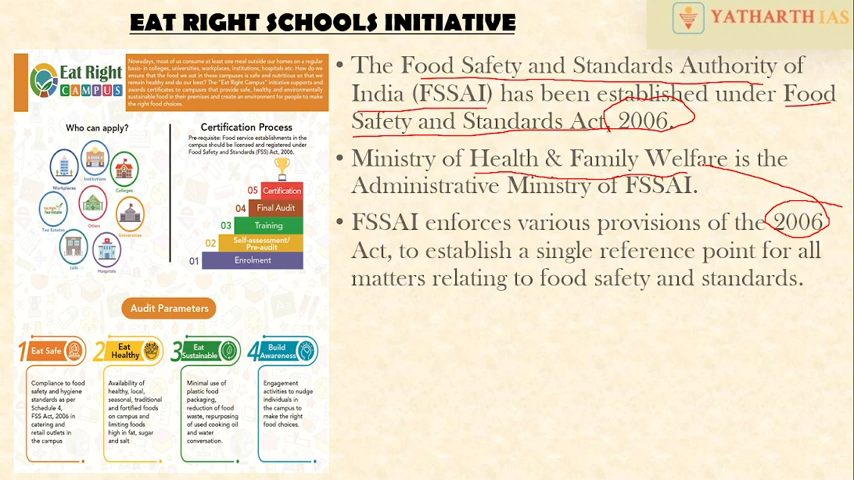 EAT RIGHT SCHOOLS INITIATIVE
YATHARTH IAS
Eat Right
CAMPUS
Nowadays, most of us consume at least one meal outside our homes on a regular
basis- in colleges, universities, workplaces, institutions, hospitals etc. How do we
ensure that the food we eat in these campuses is safe and nutritious so that we
remain healthy and do our best? The "Eat Right Campus" initiative supports and
awards certificates to campuses that provide safe, healthy and environmentally
sustainable food in their premises and create an environment for people to make
the right food choices.
Who can apply?
Workplaces
Institutions
Colleges
Tea Estates
Others
Universities
Jails
Hospitals
Certification Process
Pre-requisite: Food service establishments in the
campus should be licensed and registered under
Food Safety and Standards (FSS) Act, 2006.
05 Certification
04 Final Audit
03 Training
02 Self-assessment/
Pre-audit
01 Enrolment
Audit Parameters
1 Eat Safe
Compliance to food
safety and hygiene
standards as per
Schedule 4,
FSS Act, 2006 in
catering and
retail outlets in
the campus
2 Eat
Healthy
Availability of
healthy, local,
seasonal, traditional
and fortified foods
on campus and
limiting foods
high in fat, sugar
and salt
3 Eat
Sustainable
Minimal use of
plastic food
packaging,
reduction of food
waste, repurposing
of used cooking oil
and water
conversation.
4 Build
Awareness
Engagement
activities to nudge
individuals in
the campus to
make the right
food choices.
• The Food Safety and Standards Authority of
India (FSSAI) has been established under Food
Safety and Standards Act, 2006.
• Ministry of Health & Family Welfare is the
Administrative Ministry of FSSAI.
• FSSAI enforces various provisions of the 2006
Act, to establish a single reference point for all
matters relating to food safety and standards.